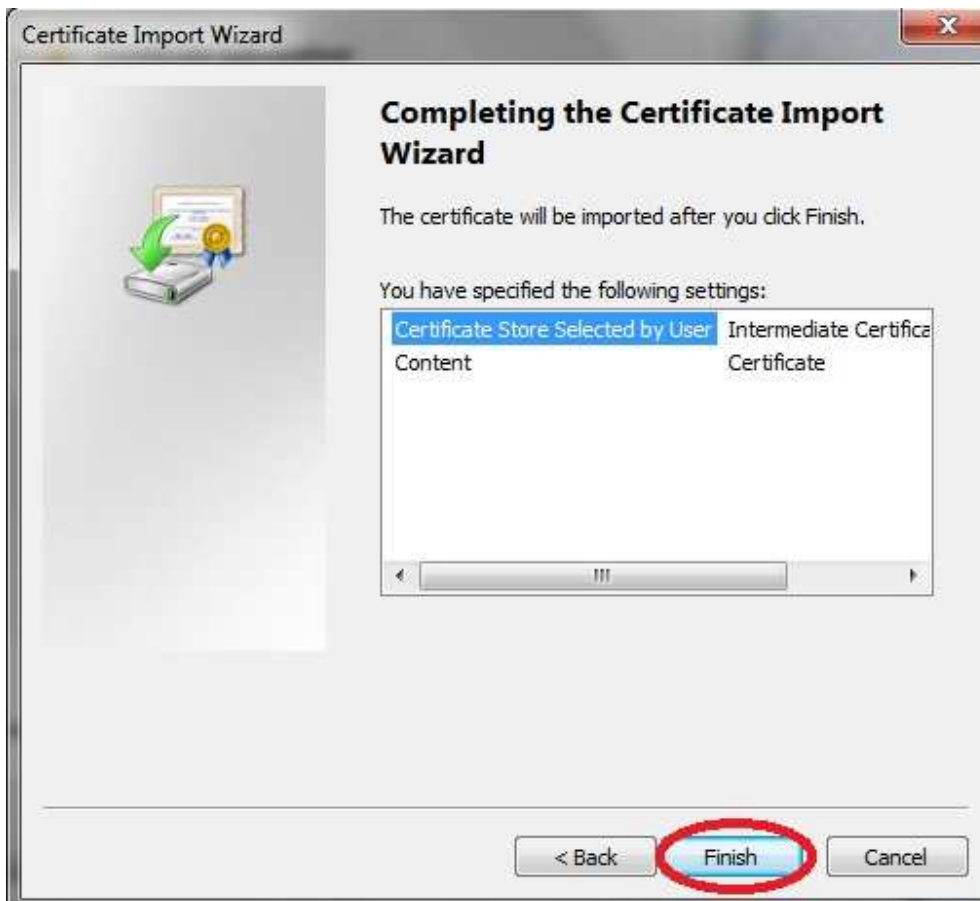 Certificate Import Wizard
Completing the Certificate Import
Wizard
The certificate will be imported after you click Finish.
You have specified the following settings:
Certificate Store Selected by User Intermediate Certifica
Content Certificate
< Back Finish Cancel